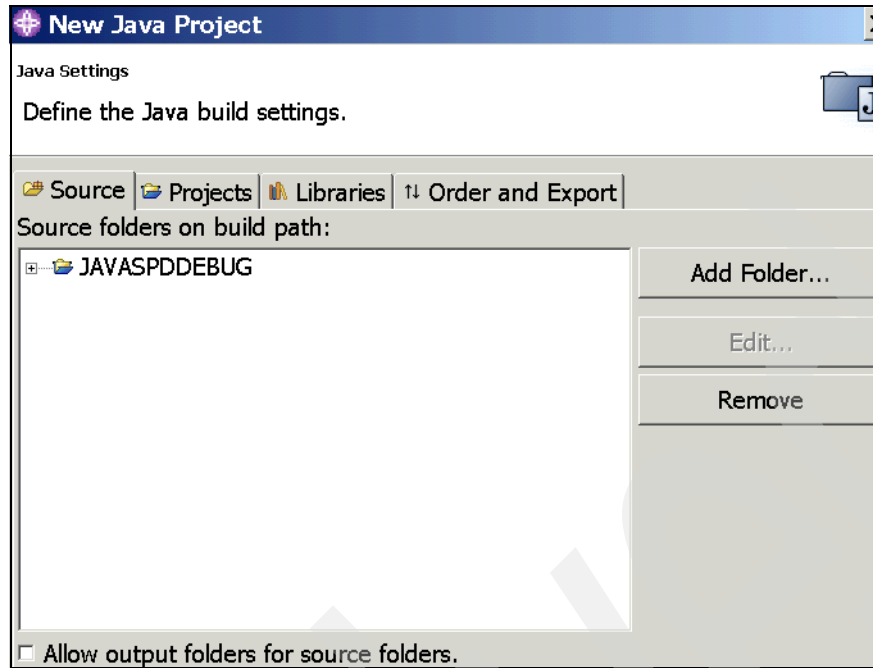 New Java Project
Java Settings
Define the Java build settings.
Source Projects Libraries Order and Export
Source folders on build path:
JAVASPDDEBUG
Add Folder...
Edit...
Remove
Allow output folders for source folders.